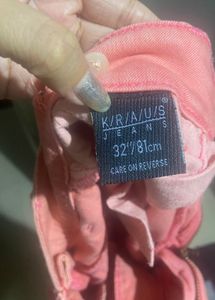 K/R/A/U/S®
JEANS
32"/81cm
CARE ON REVERSE